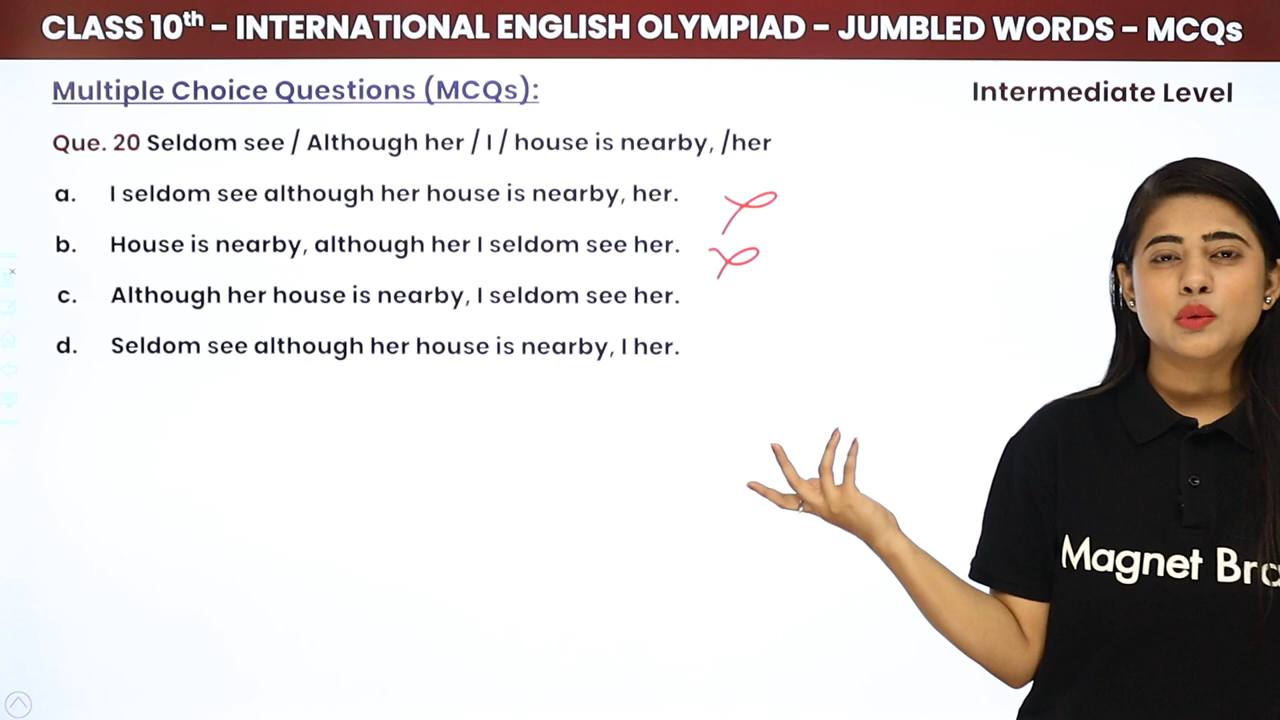 CLASS 10th - INTERNATIONAL ENGLISH OLYMPIAD - JUMBLED WORDS - MCQs
Multiple Choice Questions (MCQs):
Intermediate Level
Que. 20 Seldom see / Although her / I / house is nearby, /her
a. I seldom see although her house is nearby, her.
b. House is nearby, although her I seldom see her.
c. Although her house is nearby, I seldom see her.
d. Seldom see although her house is nearby, I her.
Magnet Bra